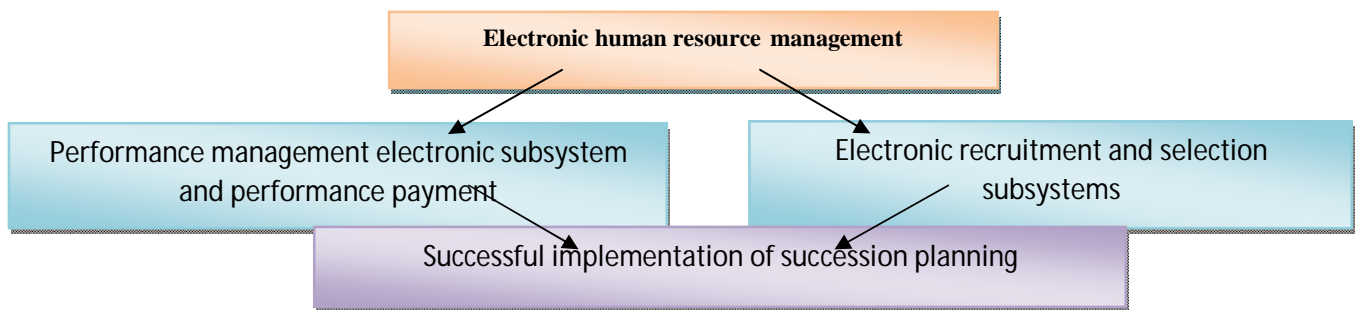 Electronic human resource management
Performance management electronic subsystem
and performance payment
Electronic recruitment and selection
subsystems
Successful implementation of succession planning